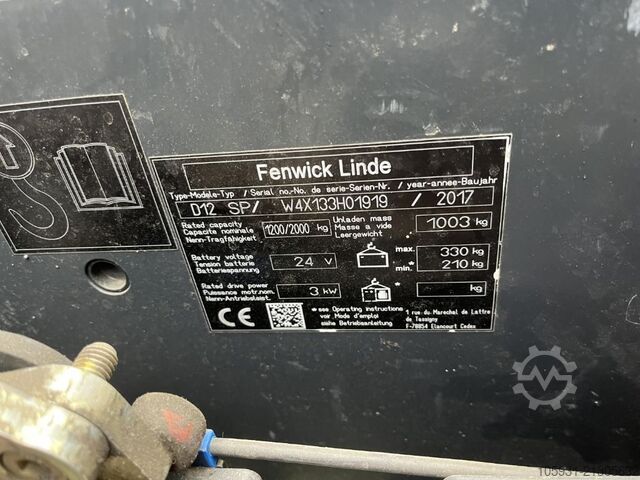 Fenwick Linde
Type-Modele-Typ / Serial no.-No. de serie-Serien-Nr. / year-annee-Baujahr
D12 SP/ W4X133H01919 / 2017
Rated capacity
Capacite nominale
Nenn-Tragfähigkeit
1200/2000 kg
Unladen mass
Masse a vide
Leergewicht
1003 kg
Battery voltage
Tension batterie
Batteriespannung
24 V
max. 330 kg
min.* 210 kg
Rated drive power
Puissance motr.nom.
Nenn-Antriebsleist.
3 kW
* kg
CE
*see Operating instructions
voir Mode d'emploi
siehe Betriebsanleitung
1 rue du Marechal de Lattre
de Tassigny
F-78854 Elancourt Cedex